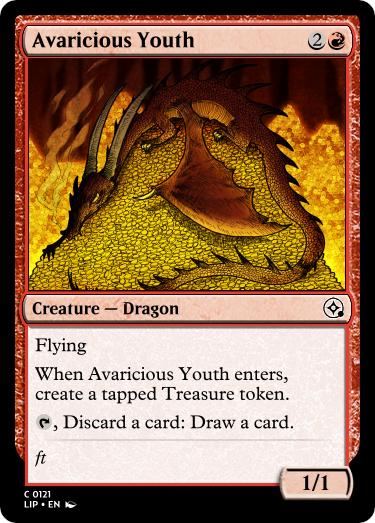 Avaricious Youth 2
Creature — Dragon
Flying
When Avaricious Youth enters,
create a tapped Treasure token.
, Discard a card: Draw a card.
ft
1/1
C 0121
LIP • EN